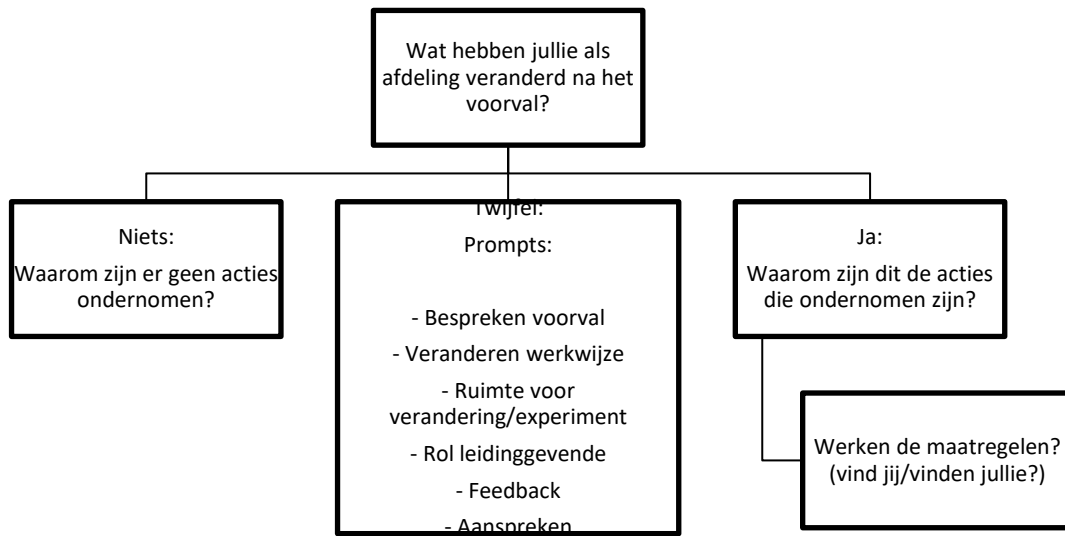 Wat hebben jullie als
afdeling veranderd na het
voorval?
Niets:
Waarom zijn er geen acties
ondernomen?
Twijfel:
Prompts:
- Bespreken voorval
- Veranderen werkwijze
- Ruimte voor
verandering/experiment
- Rol leidinggevende
- Feedback
- Aanspreken
Ja:
Waarom zijn dit de acties
die ondernomen zijn?
Werken de maatregelen?
(vind jij/vinden jullie?)